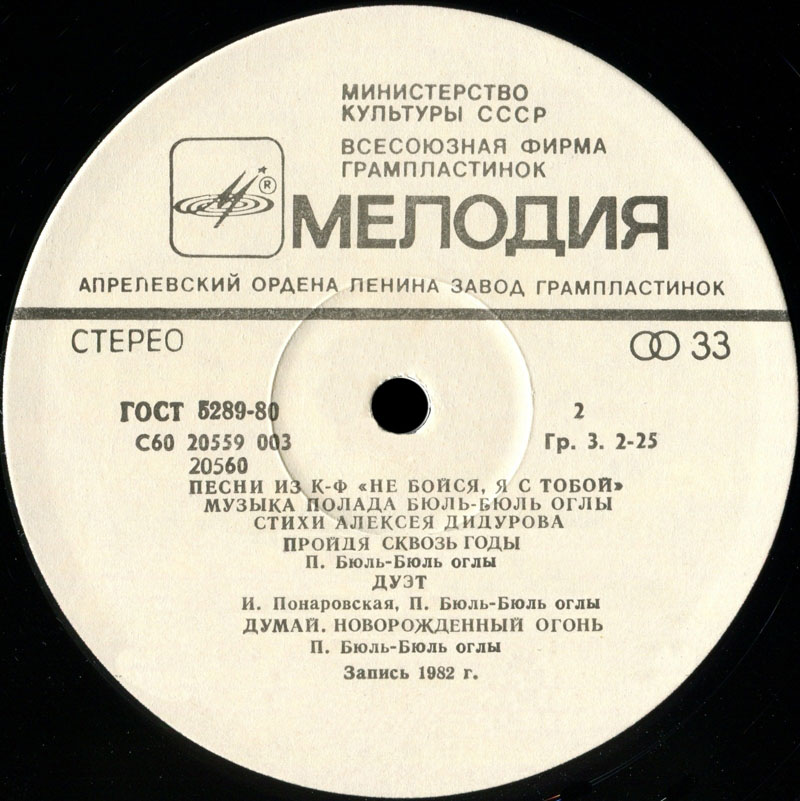 МИНИСТЕРСТВО
КУЛЬТУРЫ СССР
ВСЕСОЮЗНАЯ ФИРМА
ГРАМПЛАСТИНОК
®
МЕЛОДИЯ
АПРЕЛЕВСКИЙ ОРДЕНА ЛЕНИНА ЗАВОД ГРАМПЛАСТИНОК
СТЕРЕО 33
ГОСТ 5289-80 2
С60 20559 003 Гр. 3. 2-25
20560
ПЕСНИ ИЗ К-Ф «НЕ БОЙСЯ, Я С ТОБОЙ»
МУЗЫКА ПОЛАДА БЮЛЬ-БЮЛЬ ОГЛЫ
СТИХИ АЛЕКСЕЯ ДИДУРОВА
ПРОЙДЯ СКВОЗЬ ГОДЫ
П. Бюль-Бюль оглы
ДУЭТ
И. Понаровская, П. Бюль-Бюль оглы
ДУМАЙ. НОВОРОЖДЕННЫЙ ОГОНЬ
П. Бюль-Бюль оглы
Запись 1982 г.